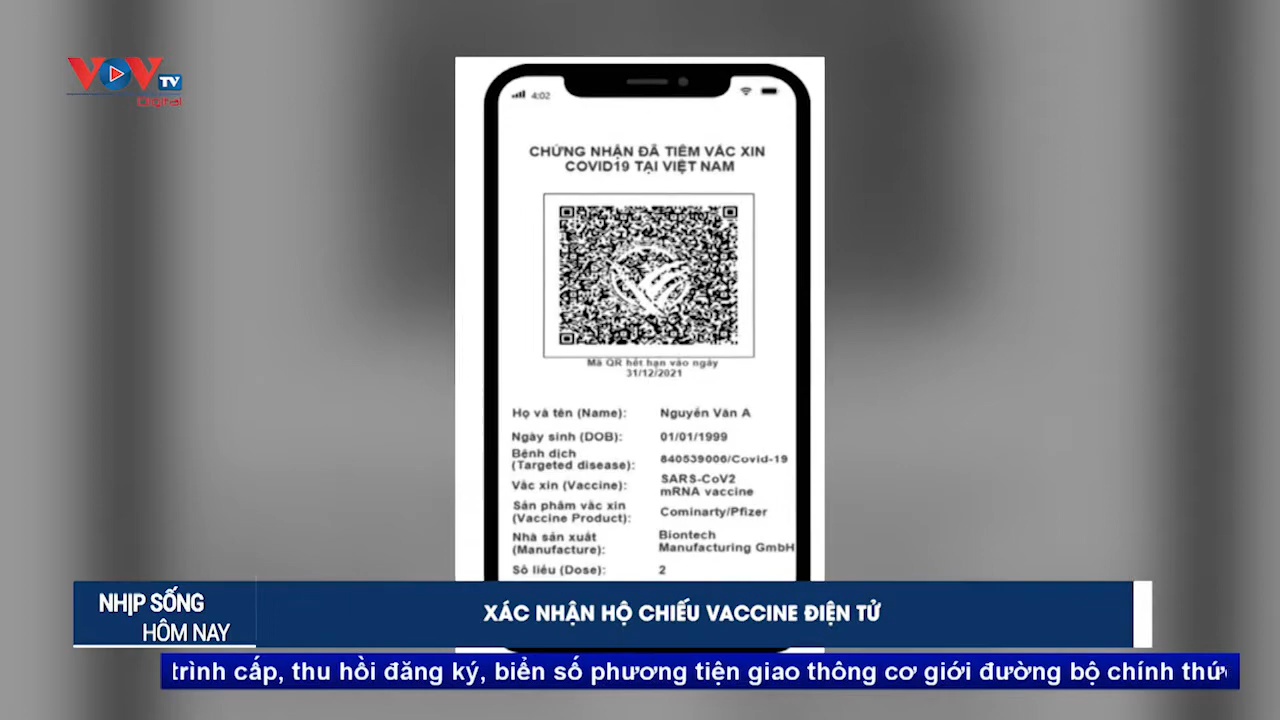 VOV TV
Digital
4:02
CHỨNG NHẬN ĐÃ TIÊM VẮC XIN
COVID19 TẠI VIỆT NAM
Mã QR hết hạn vào ngày
31/12/2021
Họ và tên (Name): Nguyễn Văn A
Ngày sinh (DOB): 01/01/1999
Bệnh dịch
(Targeted disease): 840539006/Covid-19
Vắc xin (Vaccine): SARS-CoV2
mRNA vaccine
Sản phẩm vắc xin
(Vaccine Product): Cominarty/Pfizer
Nhà sản xuất
(Manufacture): Biontech
Manufacturing GmbH
Số liều (Dose): 2
NHỊP SỐNG
HÔM NAY
XÁC NHẬN HỘ CHIẾU VACCINE ĐIỆN TỬ
trình cấp, thu hồi đăng ký, biển số phương tiện giao thông cơ giới đường bộ chính thức